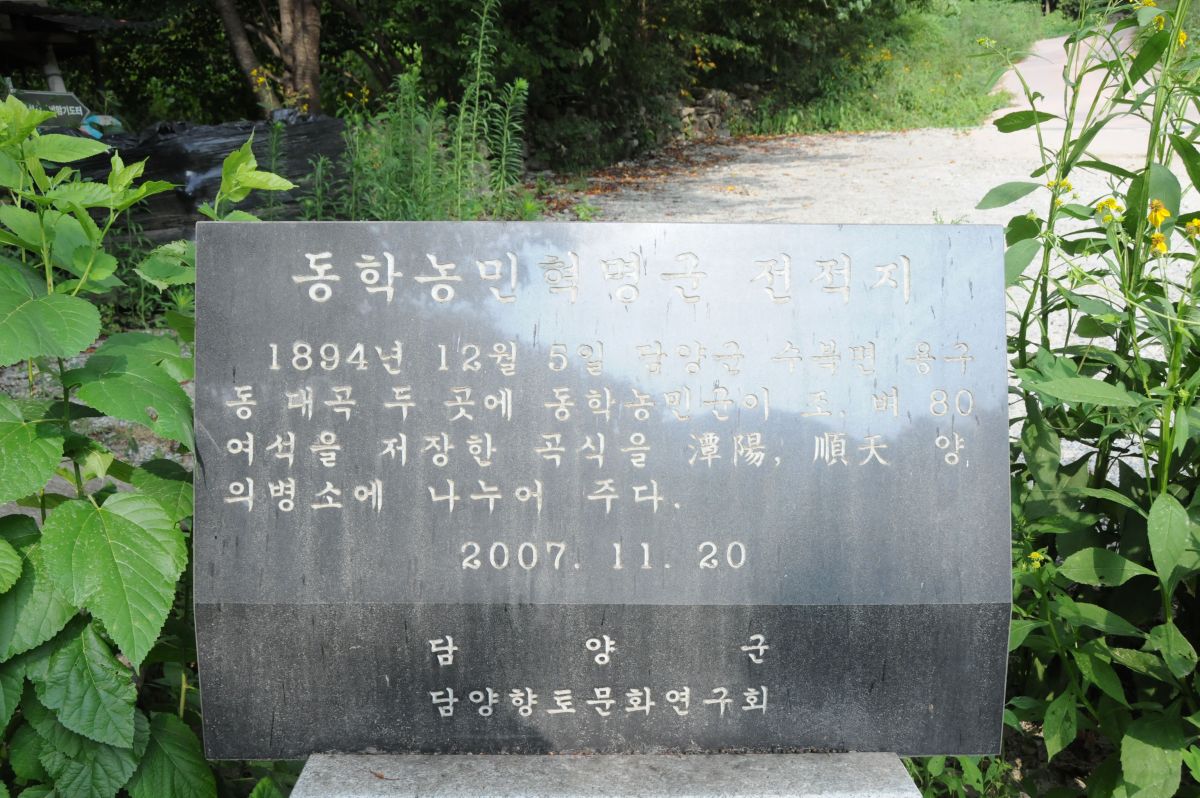 동학농민혁명군 전적지
1894년 12월 5일 담양군 수북면 용구
동 대곡 두 곳에 동학농민군이 조. 벼 80
여석을 저장한 곡식을 潭陽, 順天 양
의병소에 나누어 주다.
2007. 11. 20
담 양 군
담양향토문화연구회